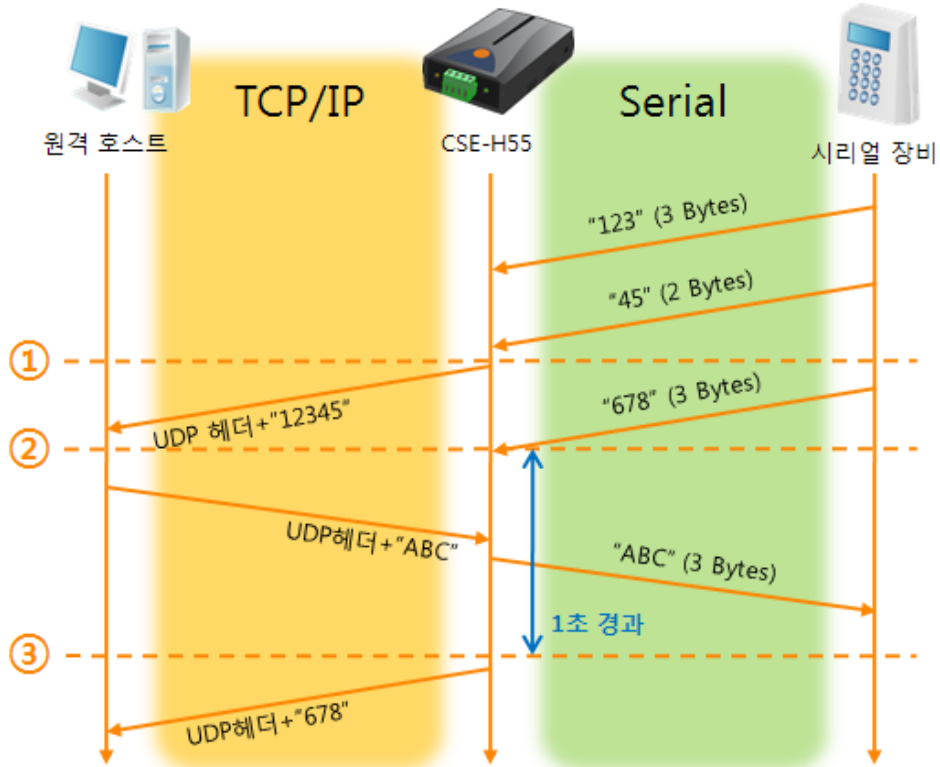 TCP/IP
Serial
원격 호스트
CSE-H55
시리얼 장비
"123" (3 Bytes)
"45" (2 Bytes)
①
"678" (3 Bytes)
UDP 헤더+"12345"
②
UDP헤더+"ABC"
"ABC" (3 Bytes)
1초 경과
③
UDP헤더+"678"